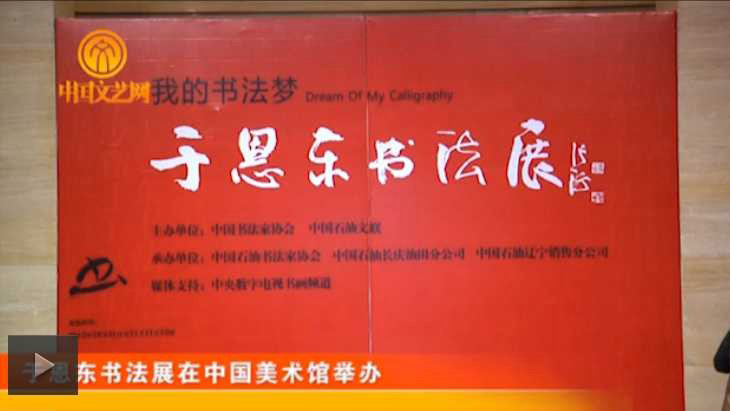 中国文艺网
我的书法梦 Dream Of My Calligraphy
于恩东书法展
主办单位：中国书法家协会 中国石油文联
承办单位：中国石油书法家协会 中国石油长庆油田分公司 中国石油辽宁销售分公司
媒体支持：中央数字电视书画频道
于恩东书法展在中国美术馆举办